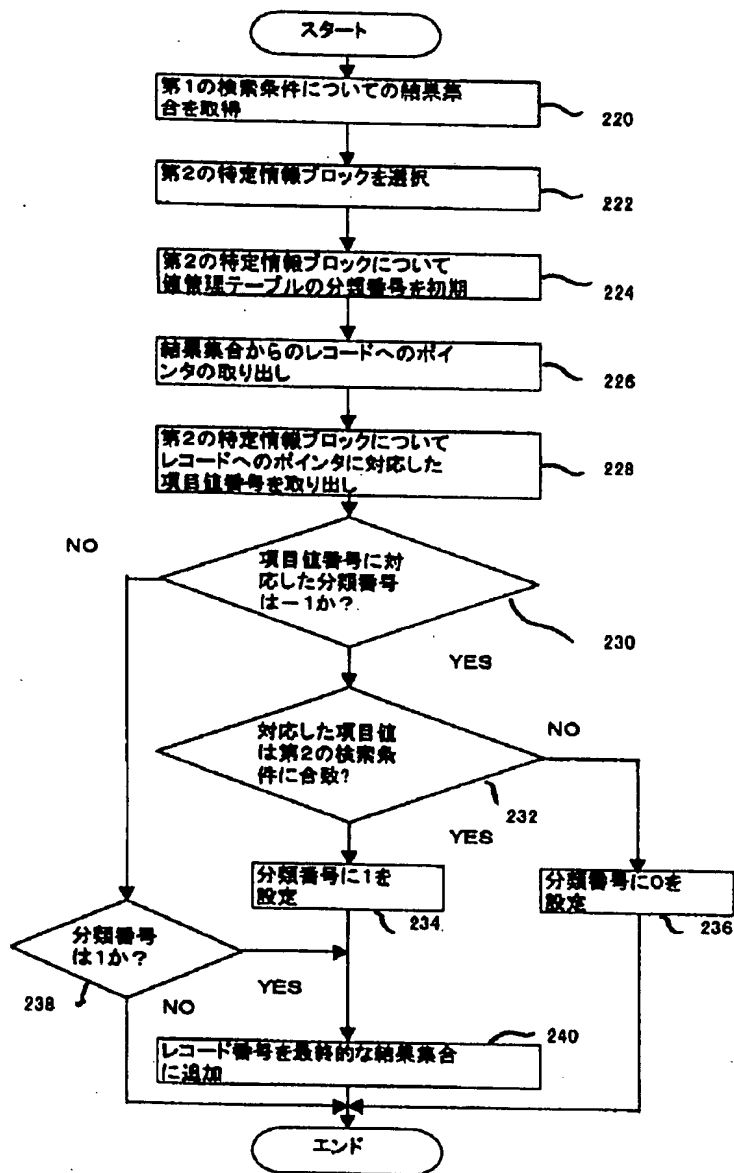 スタート
第1の検索条件についての結果集
合を取得
220
第2の特定情報ブロックを選択
222
第2の特定情報ブロックについて
値管理テーブルの分類番号を初期
224
結果集合からのレコードへのポイ
ンタの取り出し
226
第2の特定情報ブロックについて
レコードへのポインタに対応した
項目値番号を取り出し
228
NO
項目値番号に対
応した分類番号
は－1か?
230
YES
対応した項目値
は第2の検索条
件に合致?
NO
232
YES
分類番号に1を
設定
234
分類番号に0を
設定
236
分類番号
は1か?
238
YES
NO
240
レコード番号を最終的な結果集合
に追加
エンド